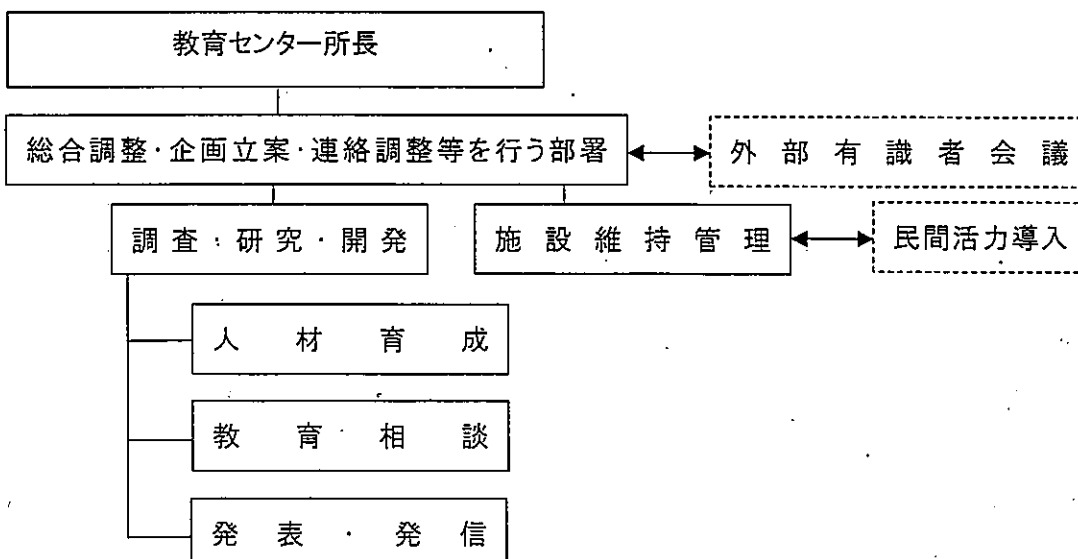 教育センター所長
総合調整・企画立案・連絡調整等を行う部署
外部有識者会議
調査・研究・開発
施設維持管理
民間活力導入
人材育成
教育相談
発表・発信